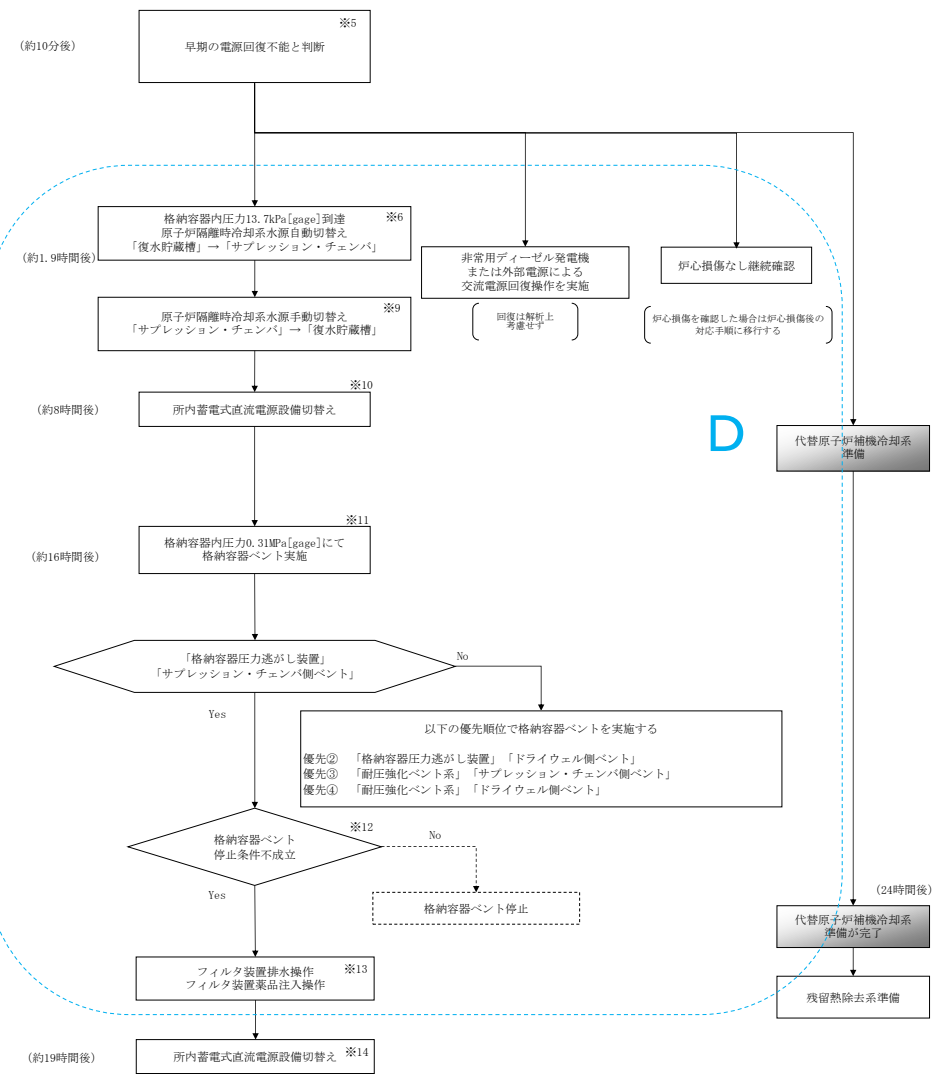 ※5
(約10分後)
早期の電源回復不能と判断
格納容器内圧力13.7kPa[gage]到達
※6
原子炉隔離時冷却系水源自動切替え
「復水貯蔵槽」→「サプレッション・チェンバ」
(約1.9時間後)
非常用ディーゼル発電機
または外部電源による
交流電源回復操作を実施
炉心損傷なし継続確認
※9
原子炉隔離時冷却系水源手動切替え
「サプレッション・チェンバ」→「復水貯蔵槽」
回復は解析上
考慮せず
炉心損傷を確認した場合は炉心損傷後の
対応手順に移行する
※10
(約8時間後)
所内蓄電式直流電源設備切替え
D
代替原子炉補機冷却系
準備
※11
(約16時間後)
格納容器内圧力0.31MPa[gage]にて
格納容器ベント実施
「格納容器圧力逃がし装置」
「サプレッション・チェンバ側ベント」
No
Yes
以下の優先順位で格納容器ベントを実施する
優先② 「格納容器圧力逃がし装置」「ドライウェル側ベント」
優先③ 「耐圧強化ベント系」「サプレッション・チェンバ側ベント」
優先④ 「耐圧強化ベント系」「ドライウェル側ベント」
※12
格納容器ベント
停止条件不成立
No
Yes
格納容器ベント停止
(24時間後)
代替原子炉補機冷却系
準備が完了
※13
フィルタ装置排水操作
フィルタ装置薬品注入操作
残留熱除去系準備
(約19時間後)
所内蓄電式直流電源設備切替え
※14